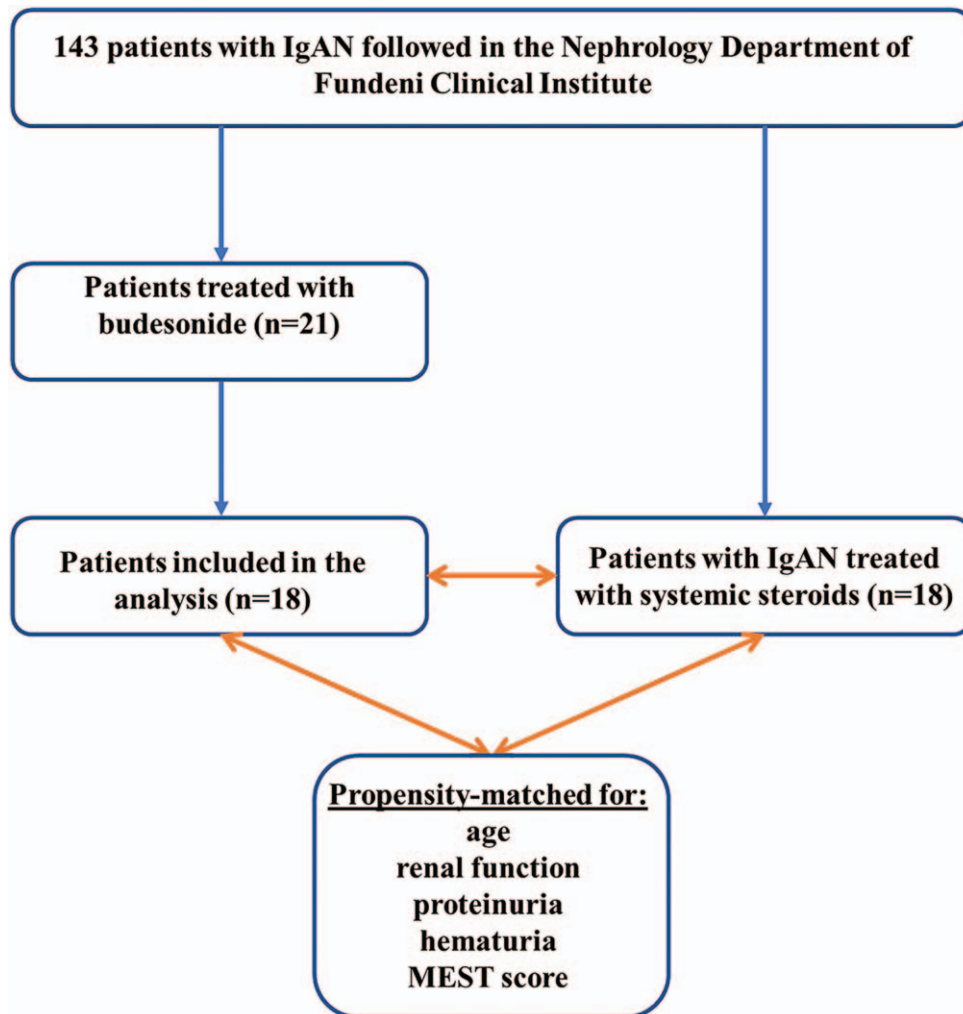 143 patients with IgAN followed in the Nephrology Department of
Fundeni Clinical Institute
Patients treated with
budesonide (n=21)
Patients included in the
analysis (n=18)
Patients with IgAN treated
with systemic steroids (n=18)
Propensity-matched for:
age
renal function
proteinuria
hematuria
MEST score